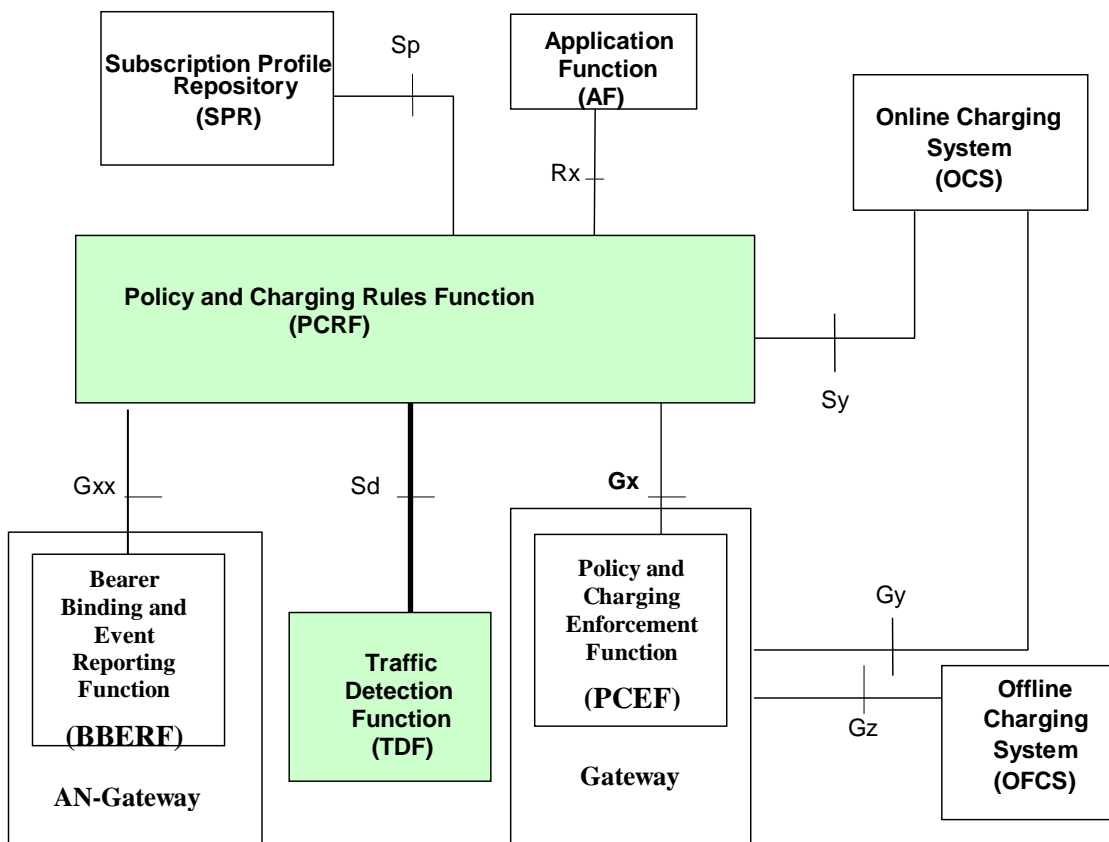 Sp
Subscription Profile
Repository
(SPR)
Application
Function
(AF)
Online Charging
System
(OCS)
Rx
Policy and Charging Rules Function
(PCRF)
Sy
Gxx
Sd
Gx
Bearer
Binding and
Event
Reporting
Function
(BBERF)
AN-Gateway
Traffic
Detection
Function
(TDF)
Policy and
Charging
Enforcement
Function
(PCEF)
Gateway
Gy
Gz
Offline
Charging
System
(OFCS)